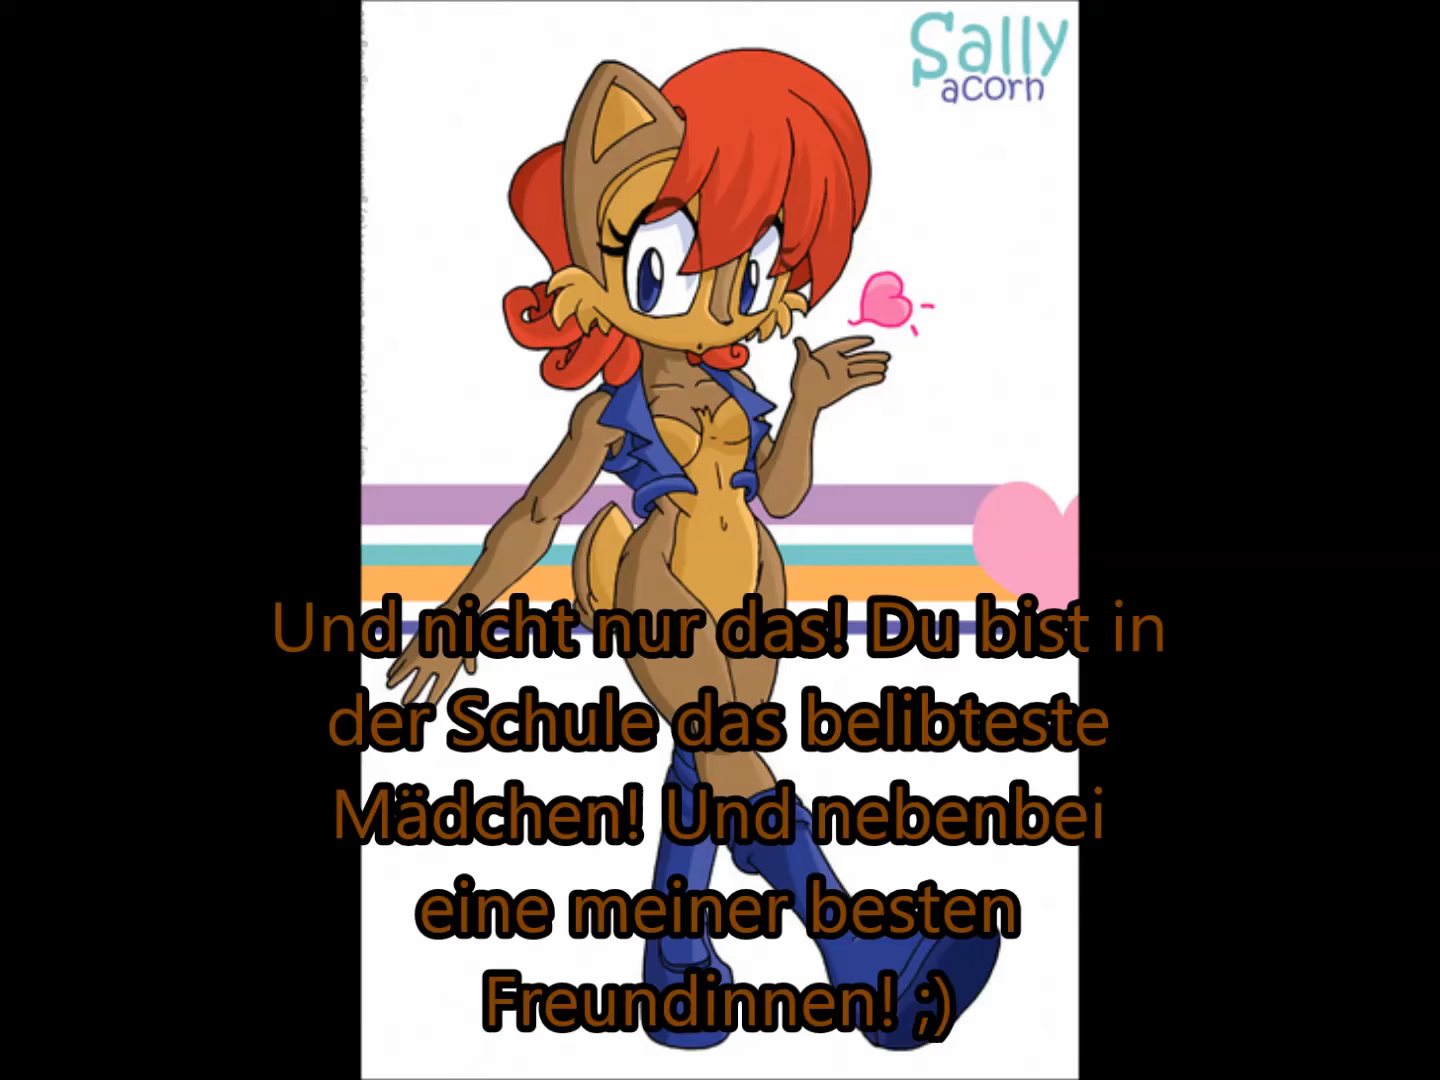 Sally
acorn
Und nicht nur das! Du bist in
der Schule das belibteste
Mädchen! Und nebenbei
eine meiner besten
Freundinnen! ;)